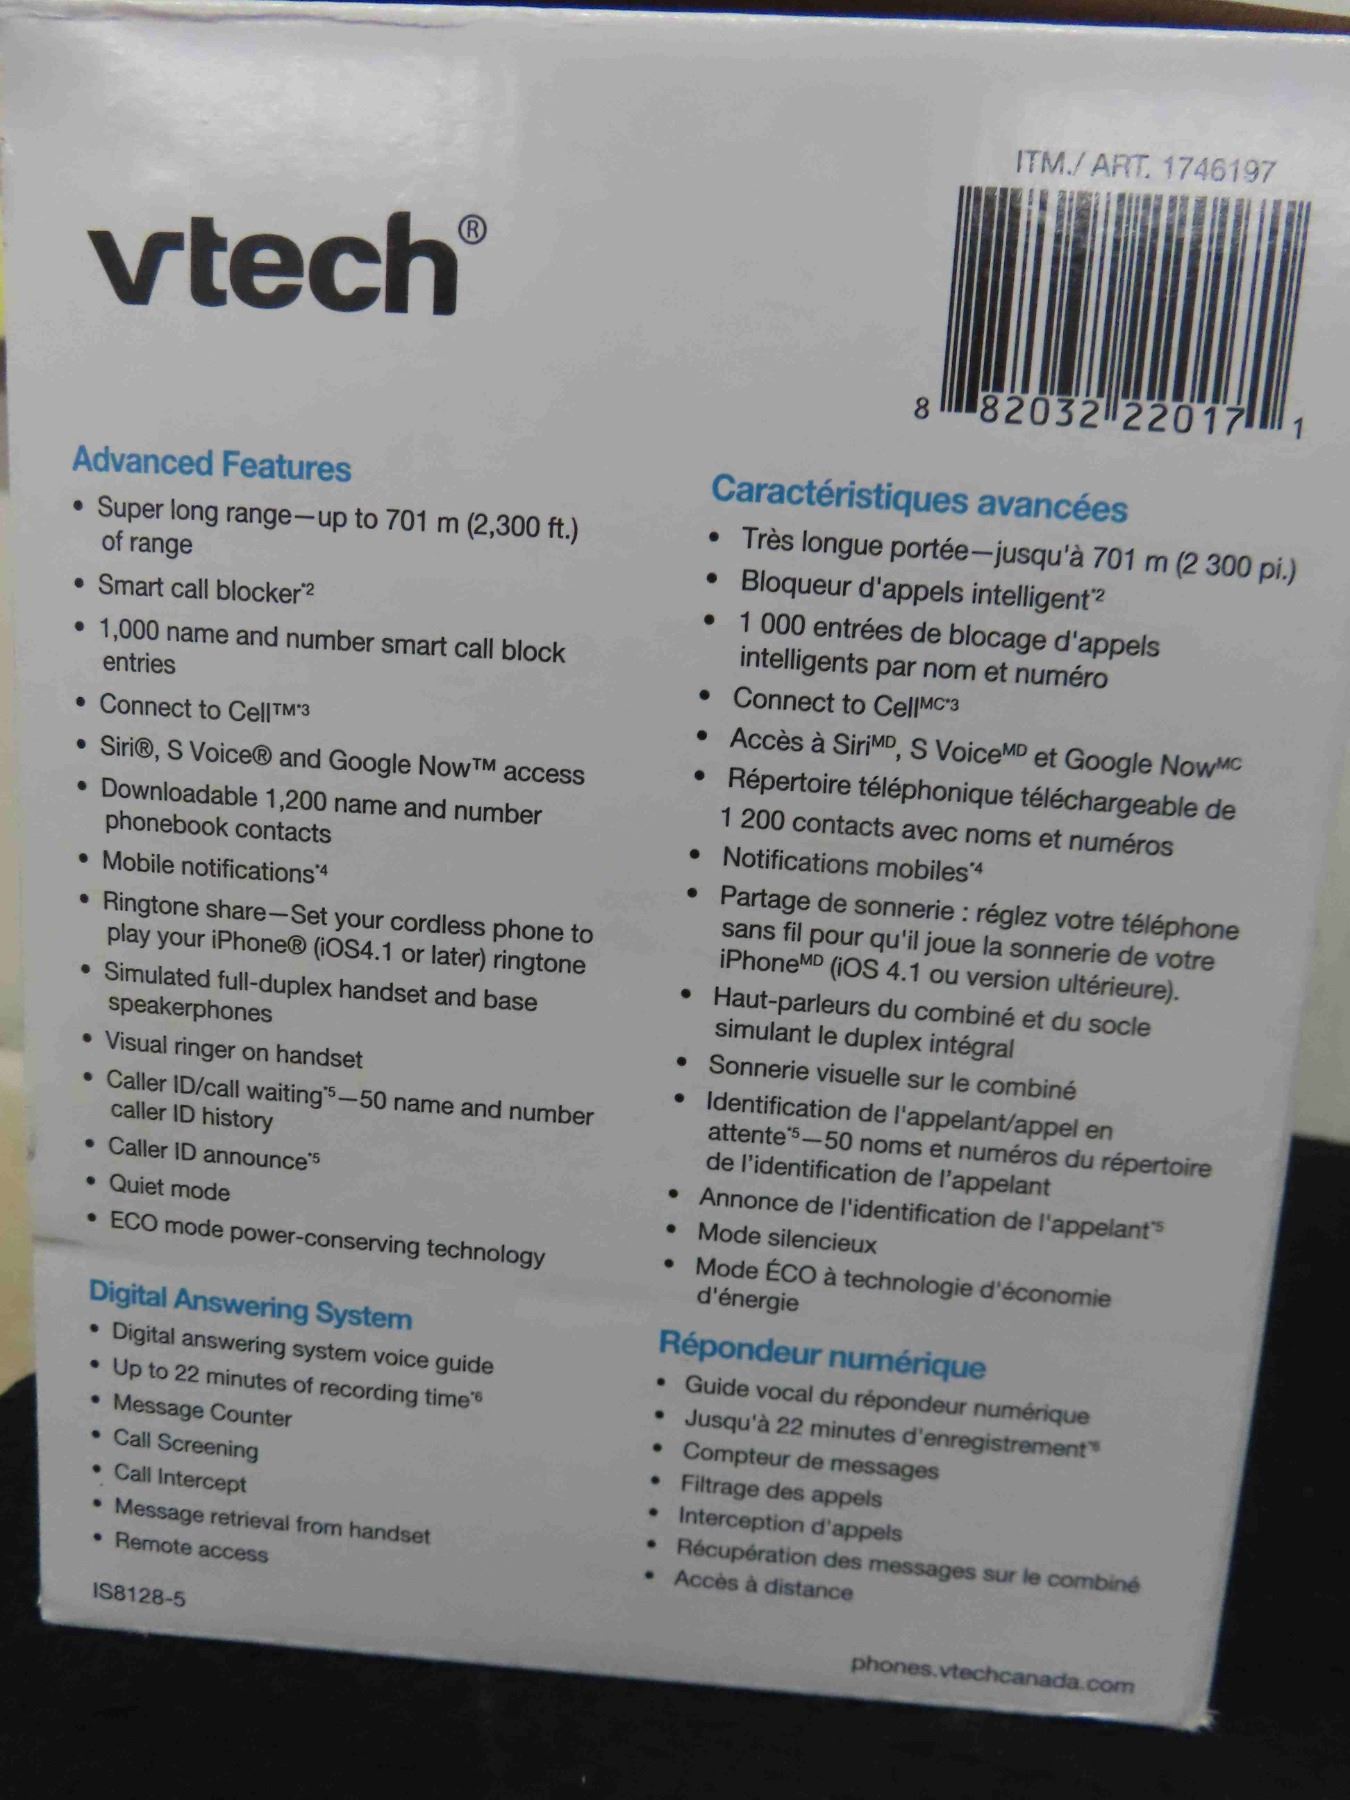 ITM./ ART. 1746197
vtech®
8 82032 22017 1
Advanced Features
• Super long range—up to 701 m (2,300 ft.)
of range
• Smart call blocker*2
• 1,000 name and number smart call block
entries
• Connect to Cell™*3
• Siri®, S Voice® and Google Now™ access
• Downloadable 1,200 name and number
phonebook contacts
• Mobile notifications*4
• Ringtone share—Set your cordless phone to
play your iPhone® (iOS4.1 or later) ringtone
• Simulated full-duplex handset and base
speakerphones
• Visual ringer on handset
• Caller ID/call waiting*5—50 name and number
caller ID history
• Caller ID announce*5
• Quiet mode
• ECO mode power-conserving technology
Digital Answering System
• Digital answering system voice guide
• Up to 22 minutes of recording time*6
• Message Counter
• Call Screening
• Call Intercept
• Message retrieval from handset
• Remote access
IS8128-5
Caractéristiques avancées
• Très longue portée—jusqu'à 701 m (2 300 pi.)
• Bloqueur d'appels intelligent*2
• 1 000 entrées de blocage d'appels
intelligents par nom et numéro
• Connect to CellMC*3
• Accès à SiriMD, S VoiceMD et Google NowMC
• Répertoire téléphonique téléchargeable de
1 200 contacts avec noms et numéros
• Notifications mobiles*4
• Partage de sonnerie : réglez votre téléphone
sans fil pour qu'il joue la sonnerie de votre
iPhoneMD (iOS 4.1 ou version ultérieure).
• Haut-parleurs du combiné et du socle
simulant le duplex intégral
• Sonnerie visuelle sur le combiné
• Identification de l'appelant/appel en
attente*5—50 noms et numéros du répertoire
de l'identification de l'appelant
• Annonce de l'identification de l'appelant*5
• Mode silencieux
• Mode ÉCO à technologie d'économie
d'énergie
Répondeur numérique
• Guide vocal du répondeur numérique
• Jusqu'à 22 minutes d'enregistrement*6
• Compteur de messages
• Filtrage des appels
• Interception d'appels
• Récupération des messages sur le combiné
• Accès à distance
phones.vtechcanada.com